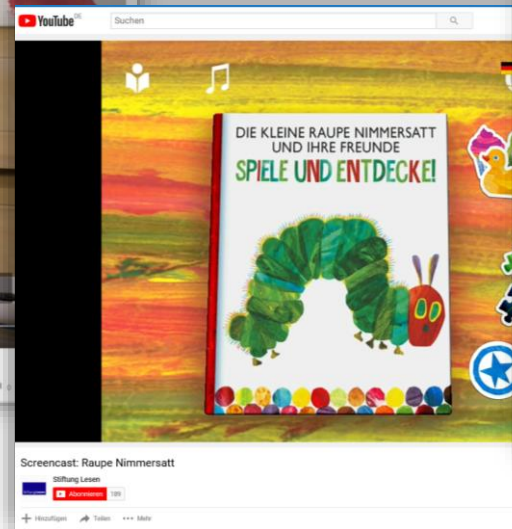 YouTube DE
Suchen
DIE KLEINE RAUPE NIMMERSATT
UND IHRE FREUNDE
SPIELE UND ENTDECKE!
Screencast: Raupe Nimmersatt
Stiftung Lesen
Abonnieren 189
Hinzufügen Teilen Mehr